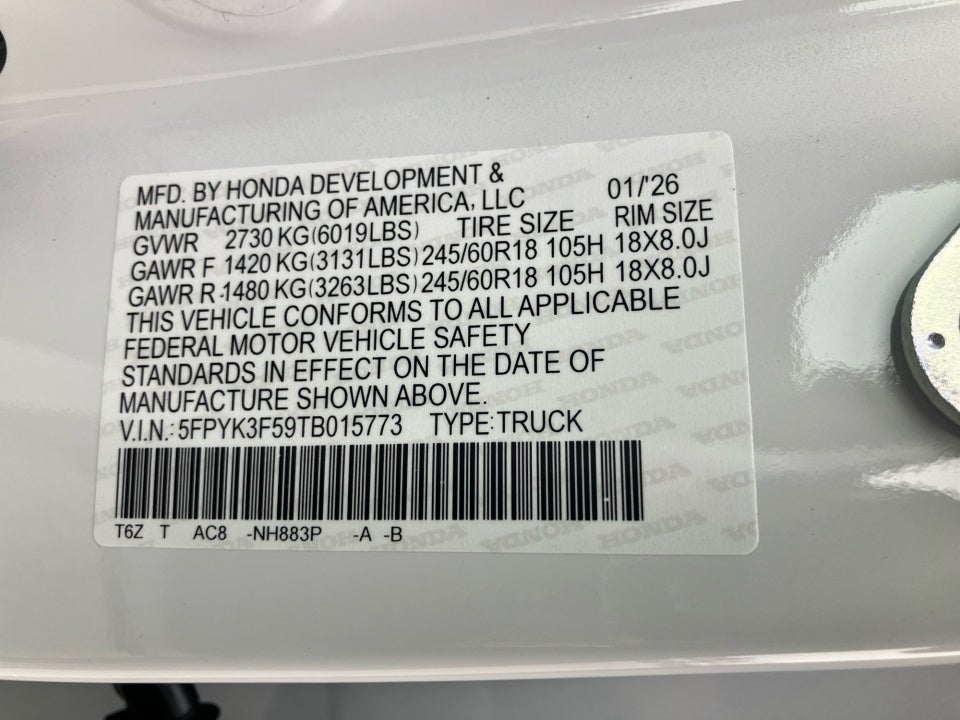 MFD. BY HONDA DEVELOPMENT &
MANUFACTURING OF AMERICA, LLC 01/'26
GVWR 2730 KG(6019LBS) TIRE SIZE RIM SIZE
GAWR F 1420 KG(3131LBS) 245/60R18 105H 18X8.0J
GAWR R 1480 KG(3263LBS) 245/60R18 105H 18X8.0J
THIS VEHICLE CONFORMS TO ALL APPLICABLE
FEDERAL MOTOR VEHICLE SAFETY
STANDARDS IN EFFECT ON THE DATE OF
MANUFACTURE SHOWN ABOVE.
V.I.N.: 5FPYK3F59TB015773 TYPE: TRUCK
T6Z T AC8 -NH883P -A -B